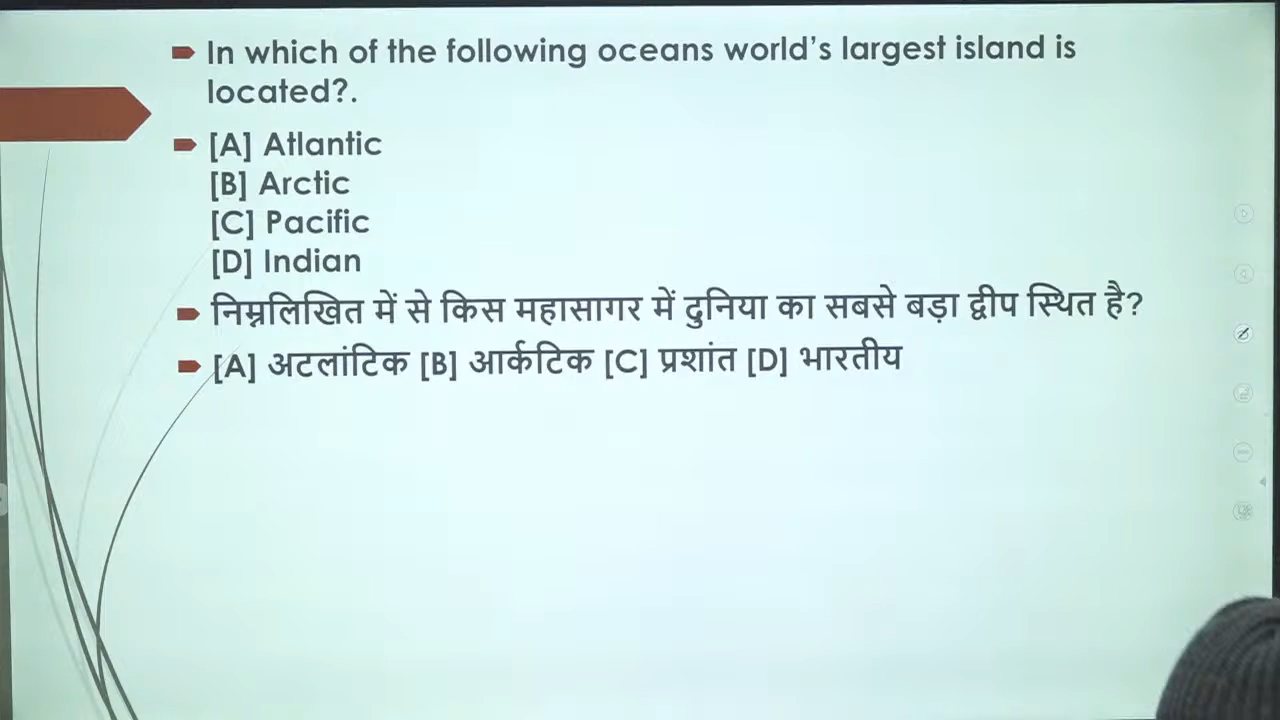 In which of the following oceans world's largest island is
located?.
[A] Atlantic
[B] Arctic
[C] Pacific
[D] Indian
निम्नलिखित में से किस महासागर में दुनिया का सबसे बड़ा द्वीप स्थित है?
[A] अटलांटिक [B] आर्कटिक [C] प्रशांत [D] भारतीय